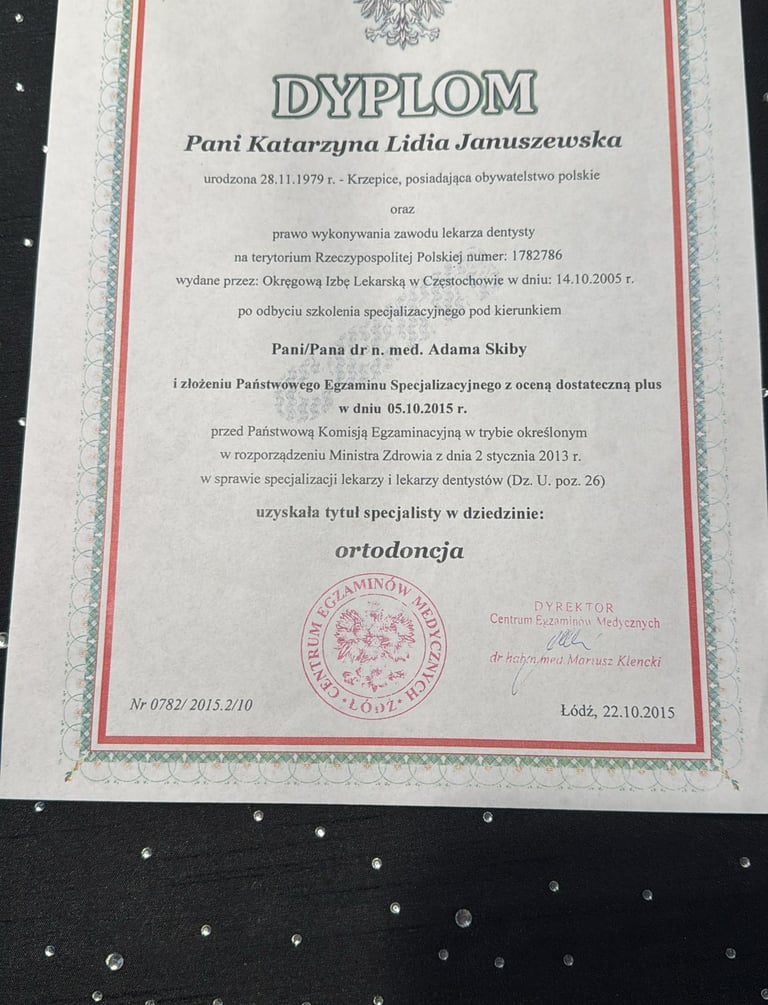 DYPLOM
Pani Katarzyna Lidia Januszewska
urodzona 28.11.1979 r. - Krzepice, posiadająca obywatelstwo polskie
oraz
prawo wykonywania zawodu lekarza dentysty
na terytorium Rzeczypospolitej Polskiej numer: 1782786
wydane przez: Okręgową Izbę Lekarską w Częstochowie w dniu: 14.10.2005 r.
po odbyciu szkolenia specjalizacyjnego pod kierunkiem
Pani/Pana dr n. med. Adama Skiby
i złożeniu Państwowego Egzaminu Specjalizacyjnego z oceną dostateczną plus
w dniu 05.10.2015 r.
przed Państwową Komisją Egzaminacyjną w trybie określonym
w rozporządzeniu Ministra Zdrowia z dnia 2 stycznia 2013 r.
w sprawie specjalizacji lekarzy i lekarzy dentystów (Dz. U. poz. 26)
uzyskała tytuł specjalisty w dziedzinie:
ortodoncja
CENTRUM EGZAMINÓW MEDYCZNYCH
ŁÓDŹ
DYREKTOR
Centrum Egzaminów Medycznych
dr hab.n.med Mariusz Klencki
Nr 0782/ 2015.2/10
Łódź, 22.10.2015